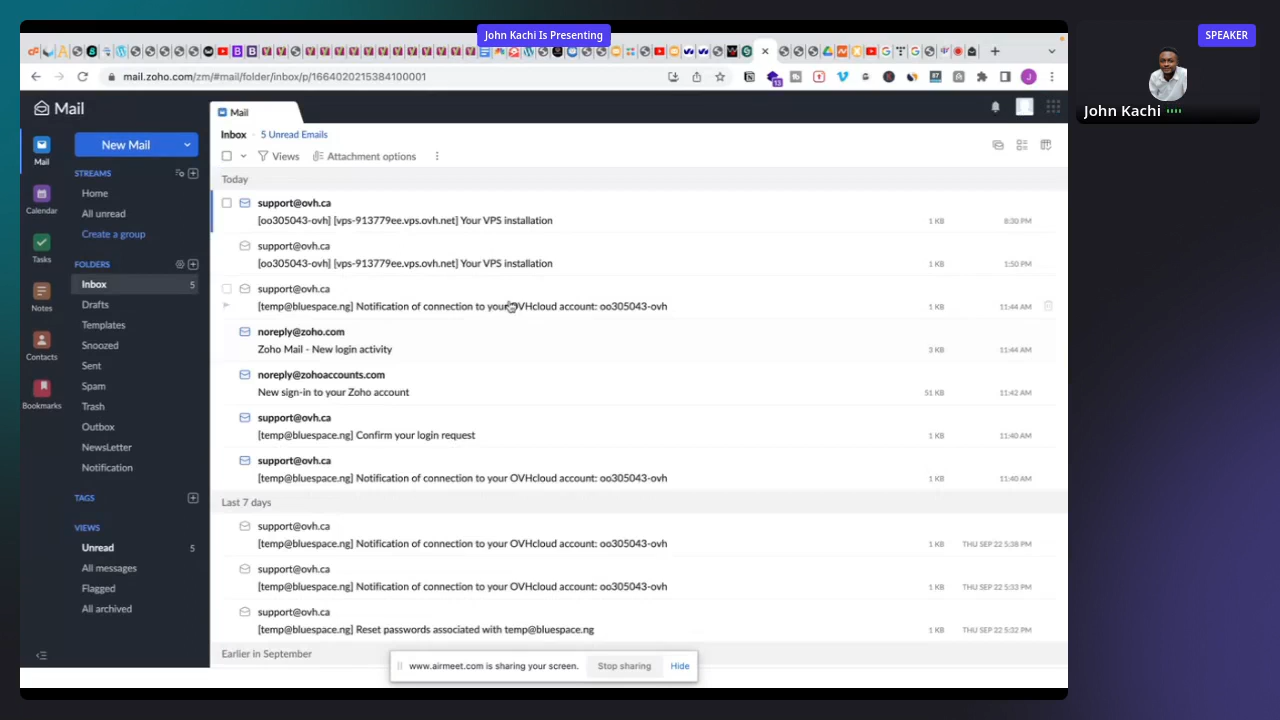 John Kachi Is Presenting
SPEAKER
John Kachi
mail.zoho.com/zm/#mail/folder/inbox/p/1664020215384100001
13
J
Mail
Mail
New Mail
Inbox
5 Unread Emails
Views
Attachment options
Mail
Calendar
Tasks
Notes
Contacts
Bookmarks
STREAMS
Home
All unread
Create a group
FOLDERS
Inbox 5
Drafts
Templates
Snoozed
Sent
Spam
Trash
Outbox
NewsLetter
Notification
TAGS
VIEWS
Unread 5
All messages
Flagged
All archived
Today
support@ovh.ca
[oo305043-ovh] [vps-913779ee.vps.ovh.net] Your VPS installation 1 KB 8:30 PM
support@ovh.ca
[oo305043-ovh] [vps-913779ee.vps.ovh.net] Your VPS installation 1 KB 1:50 PM
support@ovh.ca
[temp@bluespace.ng] Notification of connection to your OVHcloud account: oo305043-ovh 1 KB 11:44 AM
noreply@zoho.com
Zoho Mail - New login activity 3 KB 11:44 AM
noreply@zohoaccounts.com
New sign-in to your Zoho account 51 KB 11:42 AM
support@ovh.ca
[temp@bluespace.ng] Confirm your login request 1 KB 11:40 AM
support@ovh.ca
[temp@bluespace.ng] Notification of connection to your OVHcloud account: oo305043-ovh 1 KB 11:40 AM
Last 7 days
support@ovh.ca
[temp@bluespace.ng] Notification of connection to your OVHcloud account: oo305043-ovh 1 KB THU SEP 22 5:38 PM
support@ovh.ca
[temp@bluespace.ng] Notification of connection to your OVHcloud account: oo305043-ovh 1 KB THU SEP 22 5:33 PM
support@ovh.ca
[temp@bluespace.ng] Reset passwords associated with temp@bluespace.ng 1 KB THU SEP 22 5:32 PM
Earlier in September
www.airmeet.com is sharing your screen. Stop sharing Hide